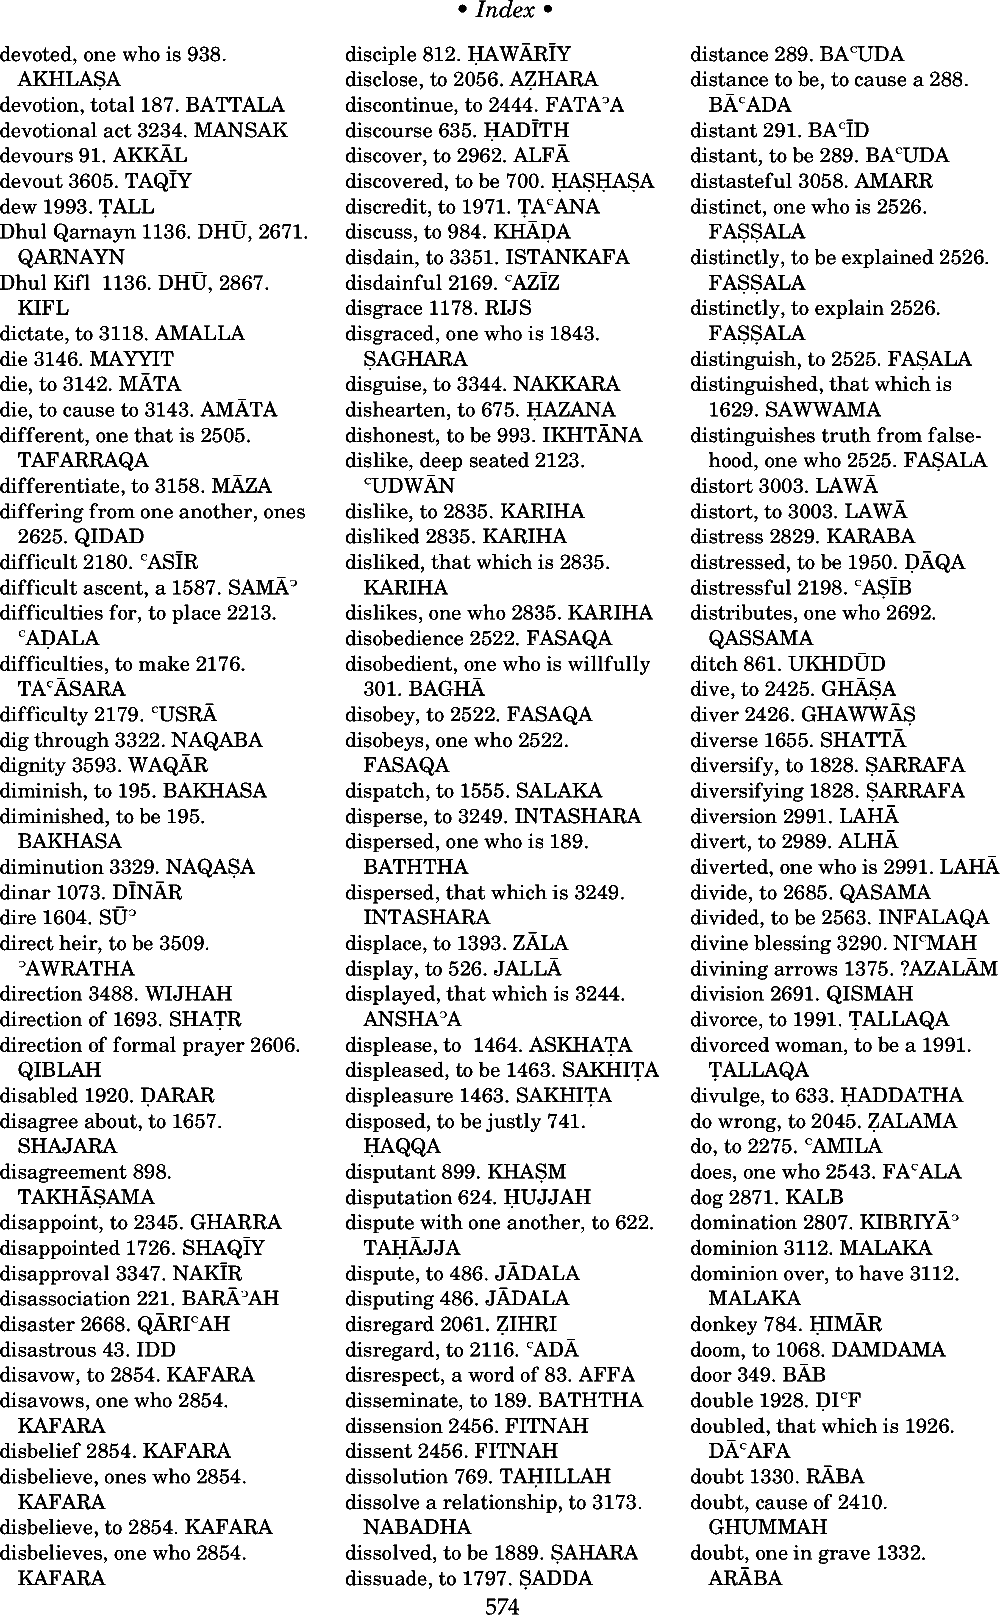 • Index •
devoted, one who is 938.
AKHLAṢA
devotion, total 187. BATTALA
devotional act 3234. MANSAK
devours 91. AKKĀL
devout 3605. TAQĪY
dew 1993. ṬALL
Dhul Qarnayn 1136. DHŪ, 2671.
QARNAYN
Dhul Kifl 1136. DHŪ, 2867.
KIFL
dictate, to 3118. AMALLA
die 3146. MAYYIT
die, to 3142. MĀTA
die, to cause to 3143. AMĀTA
different, one that is 2505.
TAFARRAQA
differentiate, to 3158. MĀZA
differing from one another, ones
2625. QIDAD
difficult 2180. ᶜASĪR
difficult ascent, a 1587. SAMĀᵓ
difficulties for, to place 2213.
ᶜAḌALA
difficulties, to make 2176.
TAᶜĀSARA
difficulty 2179. ᶜUSRĀ
dig through 3322. NAQABA
dignity 3593. WAQĀR
diminish, to 195. BAKHASA
diminished, to be 195.
BAKHASA
diminution 3329. NAQAṢA
dinar 1073. DĪNĀR
dire 1604. SŪᵓ
direct heir, to be 3509.
ᵓAWRATHA
direction 3488. WIJHAH
direction of 1693. SHAṬR
direction of formal prayer 2606.
QIBLAH
disabled 1920. ḌARAR
disagree about, to 1657.
SHAJARA
disagreement 898.
TAKHĀṢAMA
disappoint, to 2345. GHARRA
disappointed 1726. SHAQĪY
disapproval 3347. NAKĪR
disassociation 221. BARĀᵓAH
disaster 2668. QĀRIᶜAH
disastrous 43. IDD
disavow, to 2854. KAFARA
disavows, one who 2854.
KAFARA
disbelief 2854. KAFARA
disbelieve, ones who 2854.
KAFARA
disbelieve, to 2854. KAFARA
disbelieves, one who 2854.
KAFARA
disciple 812. ḤAWĀRĪY
disclose, to 2056. AẒHARA
discontinue, to 2444. FATAᵓA
discourse 635. ḤADĪTH
discover, to 2962. ALFĀ
discovered, to be 700. ḤAṢḤAṢA
discredit, to 1971. ṬAᶜANA
discuss, to 984. KHĀḌA
disdain, to 3351. ISTANKAFA
disdainful 2169. ᶜAZĪZ
disgrace 1178. RIJS
disgraced, one who is 1843.
ṢAGHARA
disguise, to 3344. NAKKARA
dishearten, to 675. ḤAZANA
dishonest, to be 993. IKHTĀNA
dislike, deep seated 2123.
ᶜUDWĀN
dislike, to 2835. KARIHA
disliked 2835. KARIHA
disliked, that which is 2835.
KARIHA
dislikes, one who 2835. KARIHA
disobedience 2522. FASAQA
disobedient, one who is willfully
301. BAGHĀ
disobey, to 2522. FASAQA
disobeys, one who 2522.
FASAQA
dispatch, to 1555. SALAKA
disperse, to 3249. INTASHARA
dispersed, one who is 189.
BATHTHA
dispersed, that which is 3249.
INTASHARA
displace, to 1393. ZĀLA
display, to 526. JALLĀ
displayed, that which is 3244.
ANSHAᵓA
displease, to  1464. ASKHAṬA
displeased, to be 1463. SAKHIṬA
displeasure 1463. SAKHIṬA
disposed, to be justly 741.
ḤAQQA
disputant 899. KHAṢM
disputation 624. ḤUJJAH
dispute with one another, to 622.
TAḤĀJJA
dispute, to 486. JĀDALA
disputing 486. JĀDALA
disregard 2061. ẒIHRI
disregard, to 2116. ᶜADĀ
disrespect, a word of 83. AFFA
disseminate, to 189. BATHTHA
dissension 2456. FITNAH
dissent 2456. FITNAH
dissolution 769. TAḤILLAH
dissolve a relationship, to 3173.
NABADHA
dissolved, to be 1889. ṢAHARA
dissuade, to 1797. ṢADDA
distance 289. BAᶜUDA
distance to be, to cause a 288.
BĀᶜADA
distant 291. BAᶜĪD
distant, to be 289. BAᶜUDA
distasteful 3058. AMARR
distinct, one who is 2526.
FAṢṢALA
distinctly, to be explained 2526.
FAṢṢALA
distinctly, to explain 2526.
FAṢṢALA
distinguish, to 2525. FAṢALA
distinguished, that which is
1629. SAWWAMA
distinguishes truth from false-
hood, one who 2525. FAṢALA
distort 3003. LAWĀ
distort, to 3003. LAWĀ
distress 2829. KARABA
distressed, to be 1950. ḌĀQA
distressful 2198. ᶜAṢĪB
distributes, one who 2692.
QASSAMA
ditch 861. UKHDŪD
dive, to 2425. GHĀṢA
diver 2426. GHAWWĀṢ
diverse 1655. SHATTĀ
diversify, to 1828. ṢARRAFA
diversifying 1828. ṢARRAFA
diversion 2991. LAHĀ
divert, to 2989. ALHĀ
diverted, one who is 2991. LAHĀ
divide, to 2685. QASAMA
divided, to be 2563. INFALAQA
divine blessing 3290. NIᶜMAH
divining arrows 1375. ?AZALĀM
division 2691. QISMAH
divorce, to 1991. ṬALLAQA
divorced woman, to be a 1991.
ṬALLAQA
divulge, to 633. ḤADDATHA
do wrong, to 2045. ẒALAMA
do, to 2275. ᶜAMILA
does, one who 2543. FAᶜALA
dog 2871. KALB
domination 2807. KIBRIYĀᵓ
dominion 3112. MALAKA
dominion over, to have 3112.
MALAKA
donkey 784. ḤIMĀR
doom, to 1068. DAMDAMA
door 349. BĀB
double 1928. ḌIᶜF
doubled, that which is 1926.
DĀᶜAFA
doubt 1330. RĀBA
doubt, cause of 2410.
GHUMMAH
doubt, one in grave 1332.
ARĀBA
574